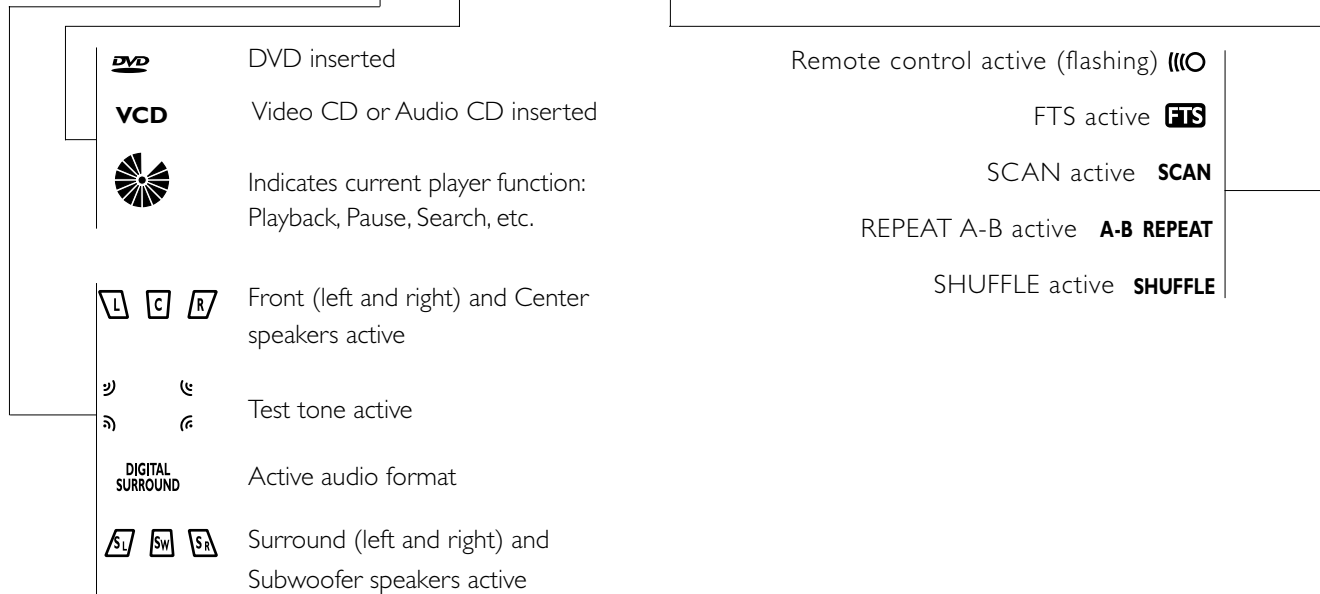 DVD DVD inserted
VCD Video CD or Audio CD inserted
Indicates current player function:
Playback, Pause, Search, etc.
L C R Front (left and right) and Center
speakers active
Test tone active
DIGITAL
SURROUND
Active audio format
SL SW SR Surround (left and right) and
Subwoofer speakers active
Remote control active (flashing)
FTS active FTS
SCAN active SCAN
REPEAT A-B active A-B REPEAT
SHUFFLE active SHUFFLE